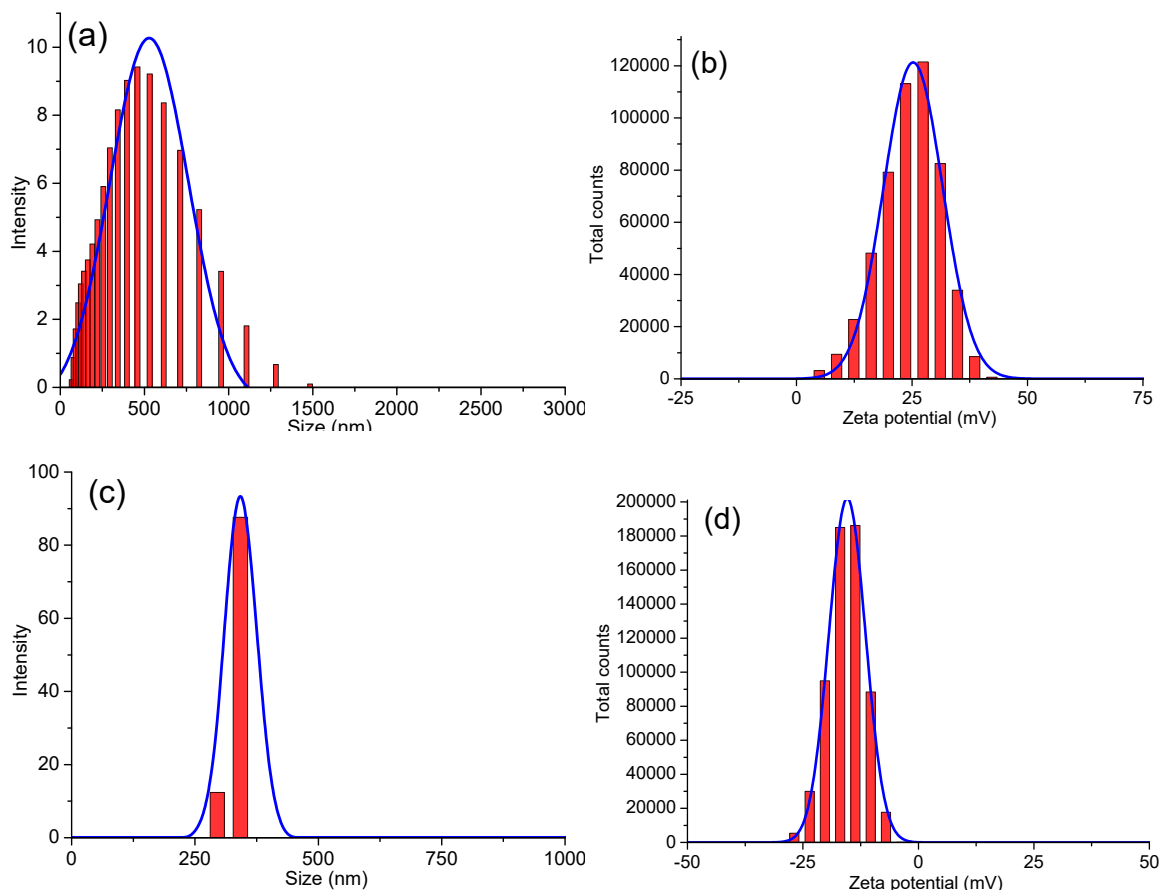 (a)
Intensity
10
8
6
4
2
0
0 500 1000 1500 2000 2500 3000
Size (nm)
(b)
Total counts
120000
100000
80000
60000
40000
20000
0
-25 0 25 50 75
Zeta potential (mV)
(c)
Intensity
100
80
60
40
20
0
0 250 500 750 1000
Size (nm)
(d)
Total counts
200000
180000
160000
140000
120000
100000
80000
60000
40000
20000
0
-50 -25 0 25 50
Zeta potential (mV)